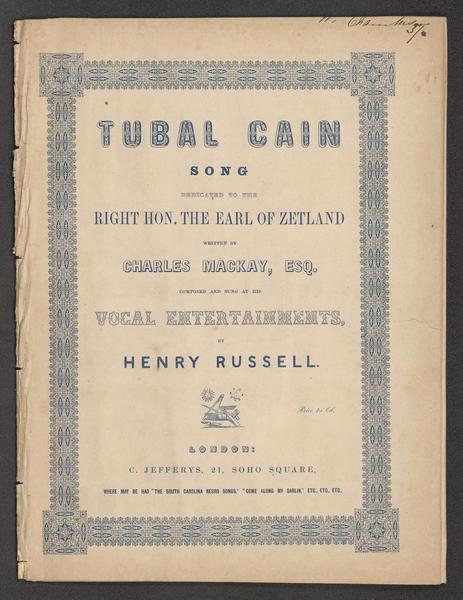 TUBAL CAIN
SONG
DEDICATED TO THE
RIGHT HON. THE EARL OF ZETLAND
WRITTEN BY
CHARLES MACKAY, ESQ.
COMPOSED AND SUNG AT HIS
VOCAL ENTERTAINMENTS,
BY
HENRY RUSSELL.
Price
LONDON:
C. JEFFERYS, 21, SOHO SQUARE,
WHERE MAY BE HAD "THE SOUTH CAROLINA NEGRO SONGS," "COME ALONG MY DARLIN," ETC., ETC., ETC.